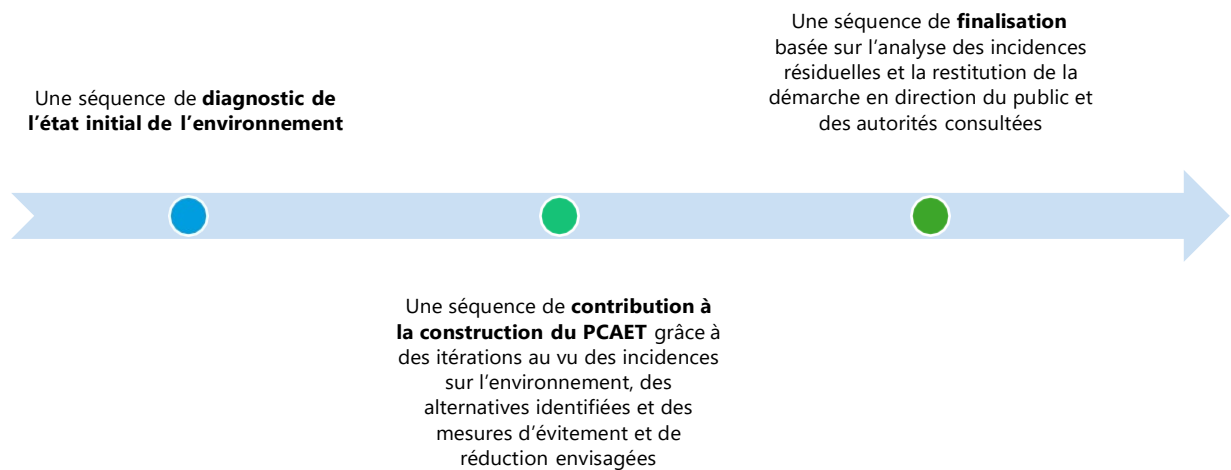 Une séquence de diagnostic de
l'état initial de l'environnement
Une séquence de contribution à
la construction du PCAET grâce à
des itérations au vu des incidences
sur l'environnement, des
alternatives identifiées et des
mesures d'évitement et de
réduction envisagées
Une séquence de finalisation
basée sur l'analyse des incidences
résiduelles et la restitution de la
démarche en direction du public et
des autorités consultées